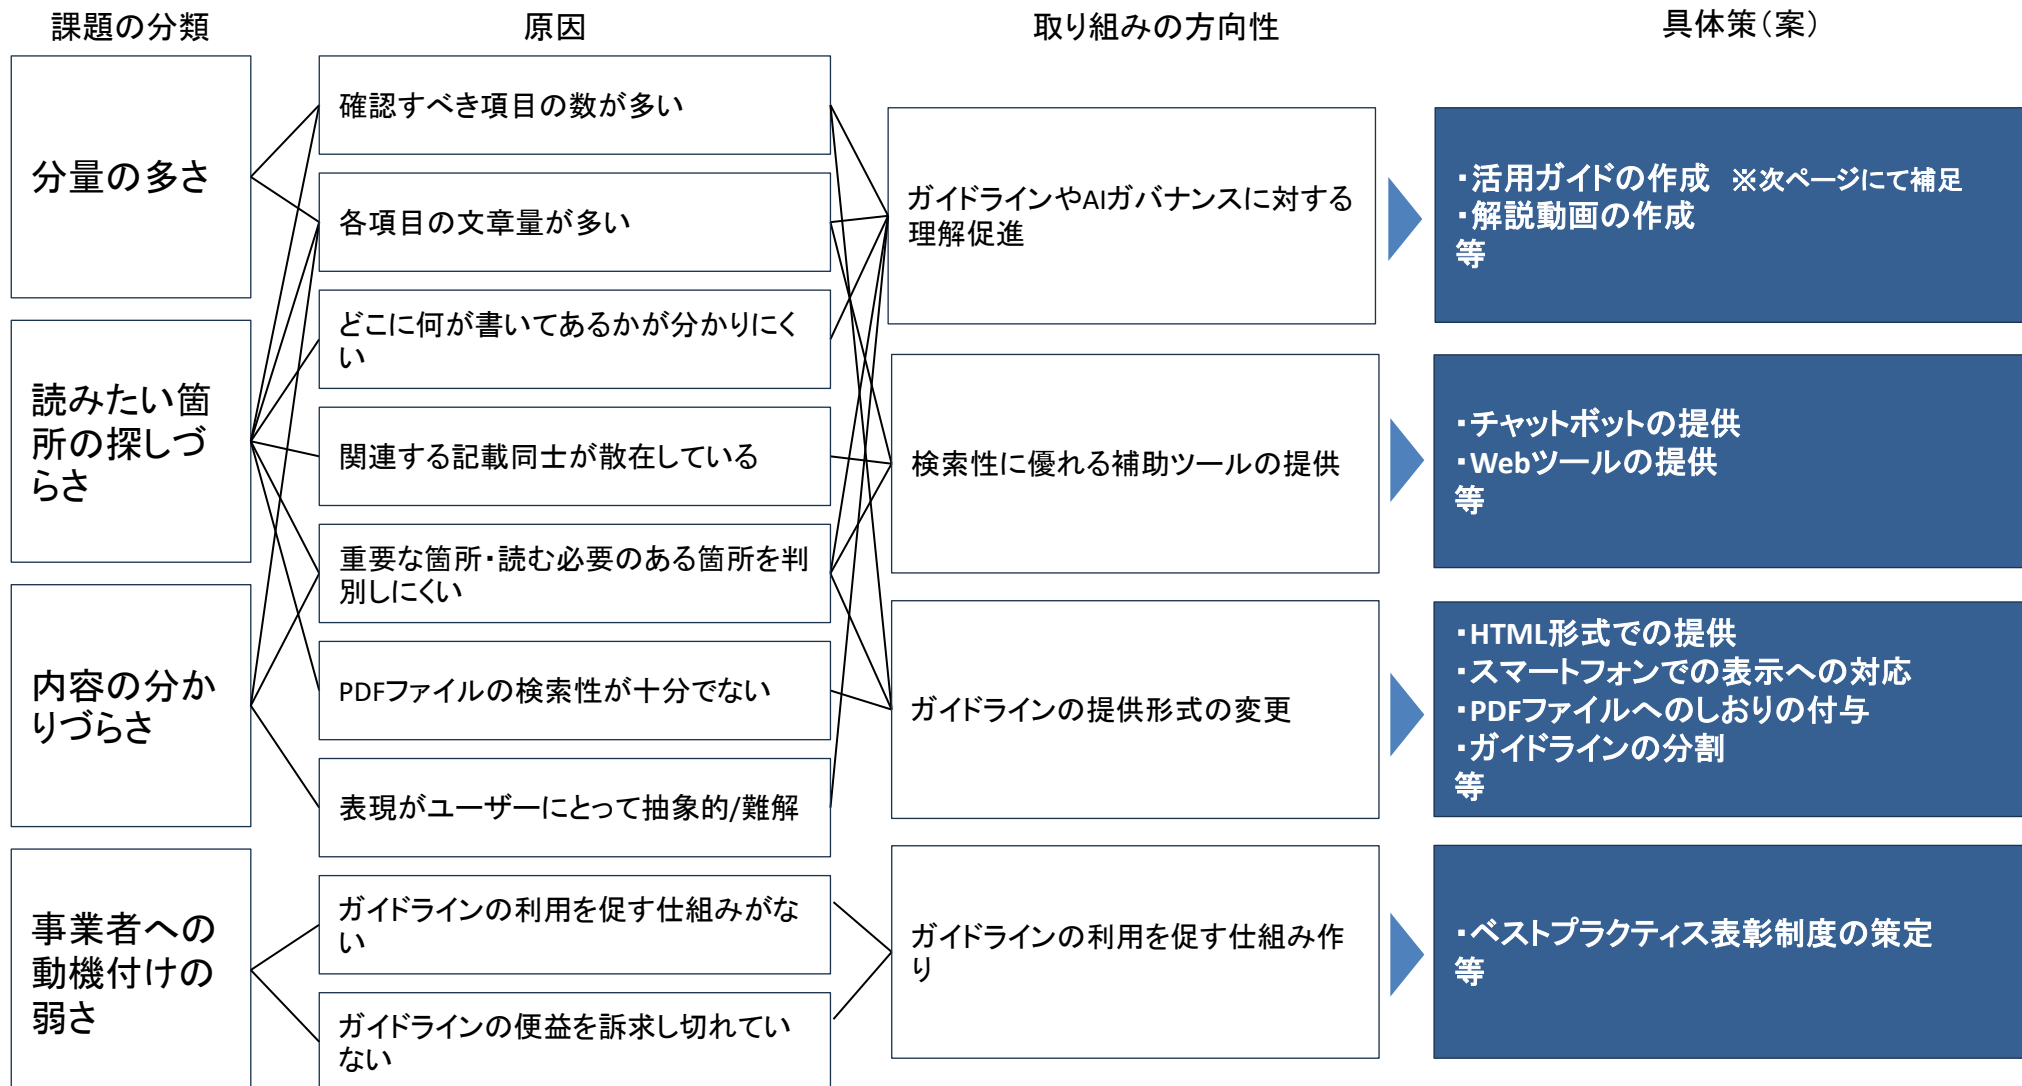 課題の分類
原因
取り組みの方向性
具体策(案)
分量の多さ
読みたい箇
所の探しづ
らさ
内容の分か
りづらさ
事業者への
動機付けの
弱さ
確認すべき項目の数が多い
各項目の文章量が多い
どこに何が書いてあるかが分かりにく
い
関連する記載同士が散在している
重要な箇所・読む必要のある箇所を判
別しにくい
PDFファイルの検索性が十分でない
表現がユーザーにとって抽象的/難解
ガイドラインの利用を促す仕組みがな
い
ガイドラインの便益を訴求し切れてい
ない
ガイドラインやAIガバナンスに対する
理解促進
検索性に優れる補助ツールの提供
ガイドラインの提供形式の変更
ガイドラインの利用を促す仕組み作
り
・活用ガイドの作成 ※次ページにて補足
・解説動画の作成
等
・チャットボットの提供
・Webツールの提供
等
・HTML形式での提供
・スマートフォンでの表示への対応
・PDFファイルへのしおりの付与
・ガイドラインの分割
等
・ベストプラクティス表彰制度の策定
等